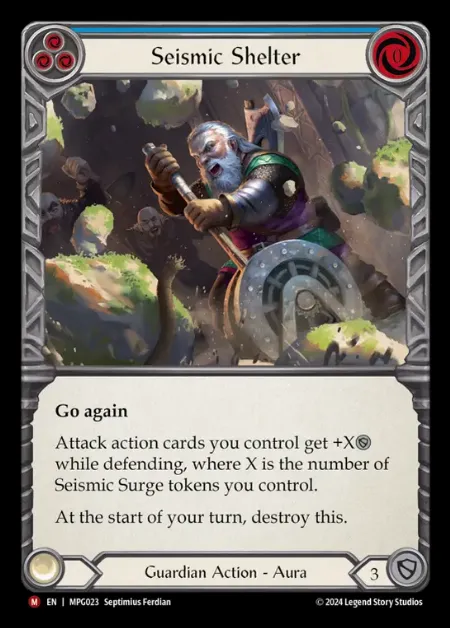 Seismic Shelter
0
Go again
Attack action cards you control get +X
while defending, where X is the number of
Seismic Surge tokens you control.
At the start of your turn, destroy this.
Guardian Action - Aura
3
M EN | MPG023 Septimius Ferdian
© 2024 Legend Story Studios